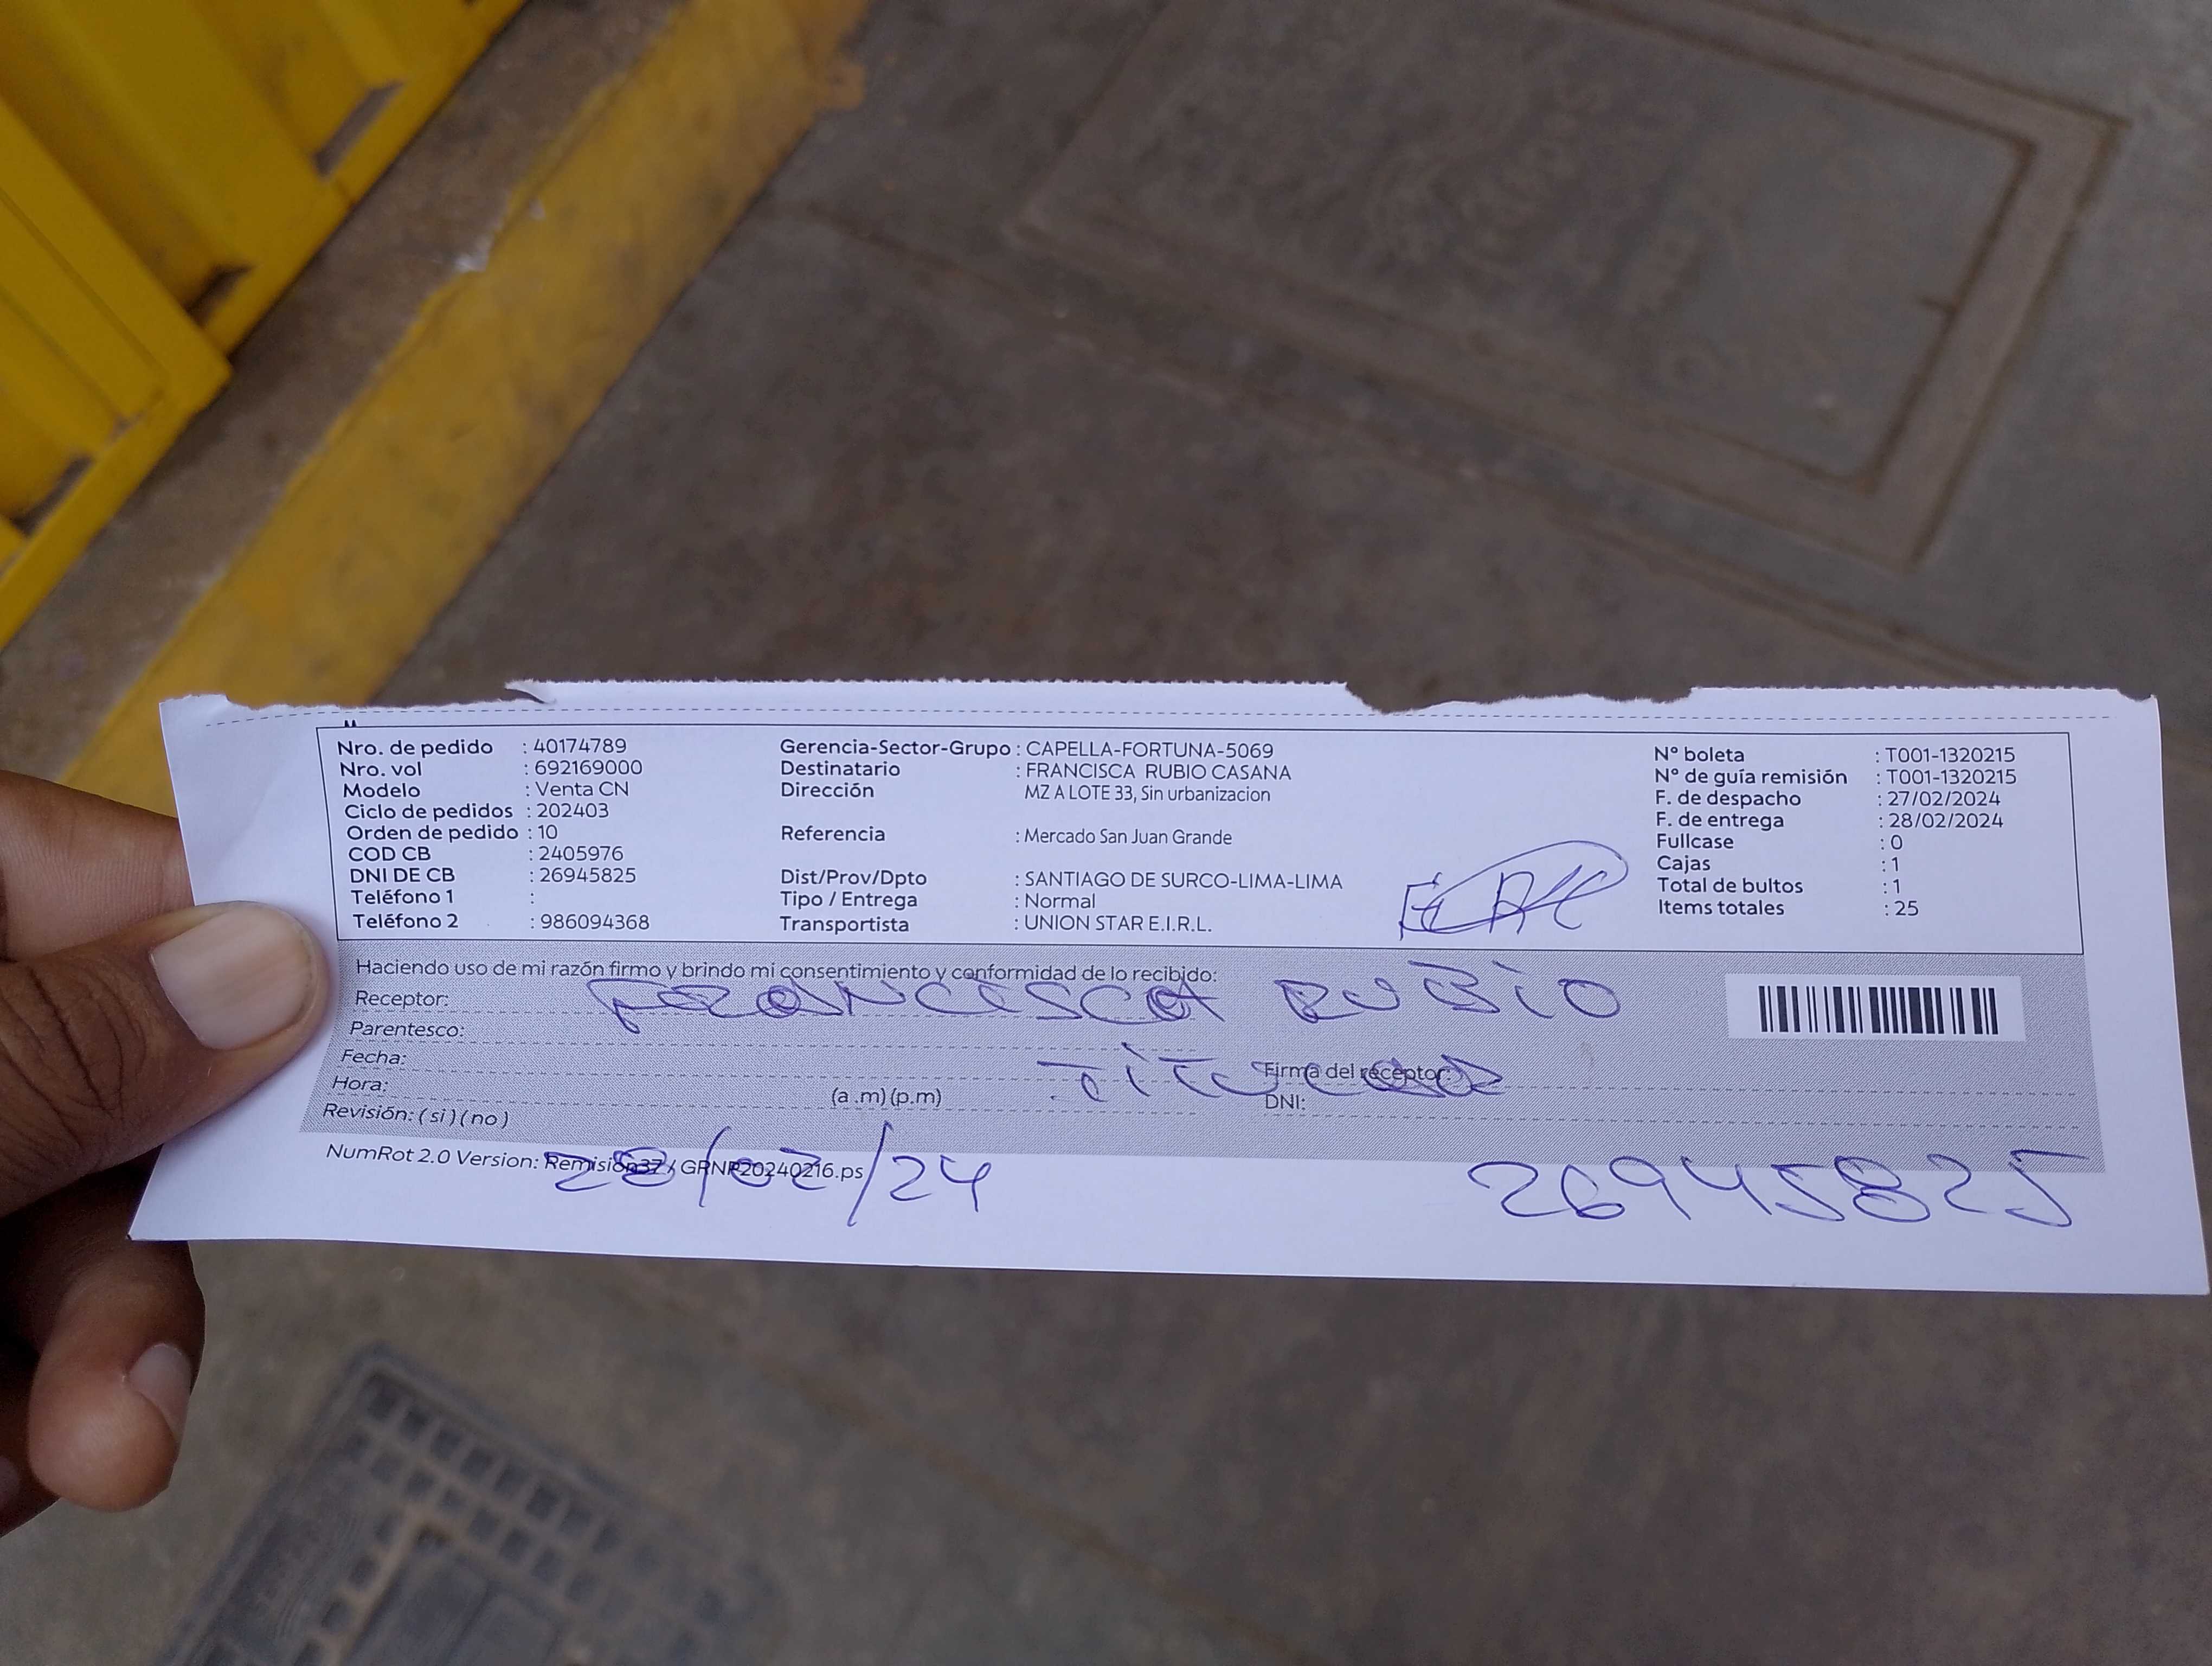 Nro. de pedido : 40174789
Nro. vol : 692169000
Modelo : Venta CN
Ciclo de pedidos : 202403
Orden de pedido : 10
COD CB : 2405976
DNI DE CB : 26945825
Teléfono 1 :
Teléfono 2 : 986094368
Gerencia-Sector-Grupo : CAPELLA-FORTUNA-5069
Destinatario : FRANCISCA RUBIO CASANA
Dirección MZ A LOTE 33, Sin urbanizacion
Referencia : Mercado San Juan Grande
Dist/Prov/Dpto : SANTIAGO DE SURCO-LIMA-LIMA
Tipo / Entrega : Normal
Transportista : UNION STAR E.I.R.L.
N° boleta : T001-1320215
N° de guía remisión : T001-1320215
F. de despacho : 27/02/2024
F. de entrega : 28/02/2024
Fullcase : 0
Cajas : 1
Total de bultos : 1
Items totales : 25
Haciendo uso de mi razón firmo y brindo mi consentimiento y conformidad de lo recibido:
Receptor: FRANCISCA RUBIO
Parentesco:
Fecha: TITULAR Firma del receptor:
Hora: (a .m) (p.m) DNI:
Revisión: ( si ) ( no )
NumRot 2.0 Version: Remision37 / GRNP20240216.ps
28/02/24 26945825